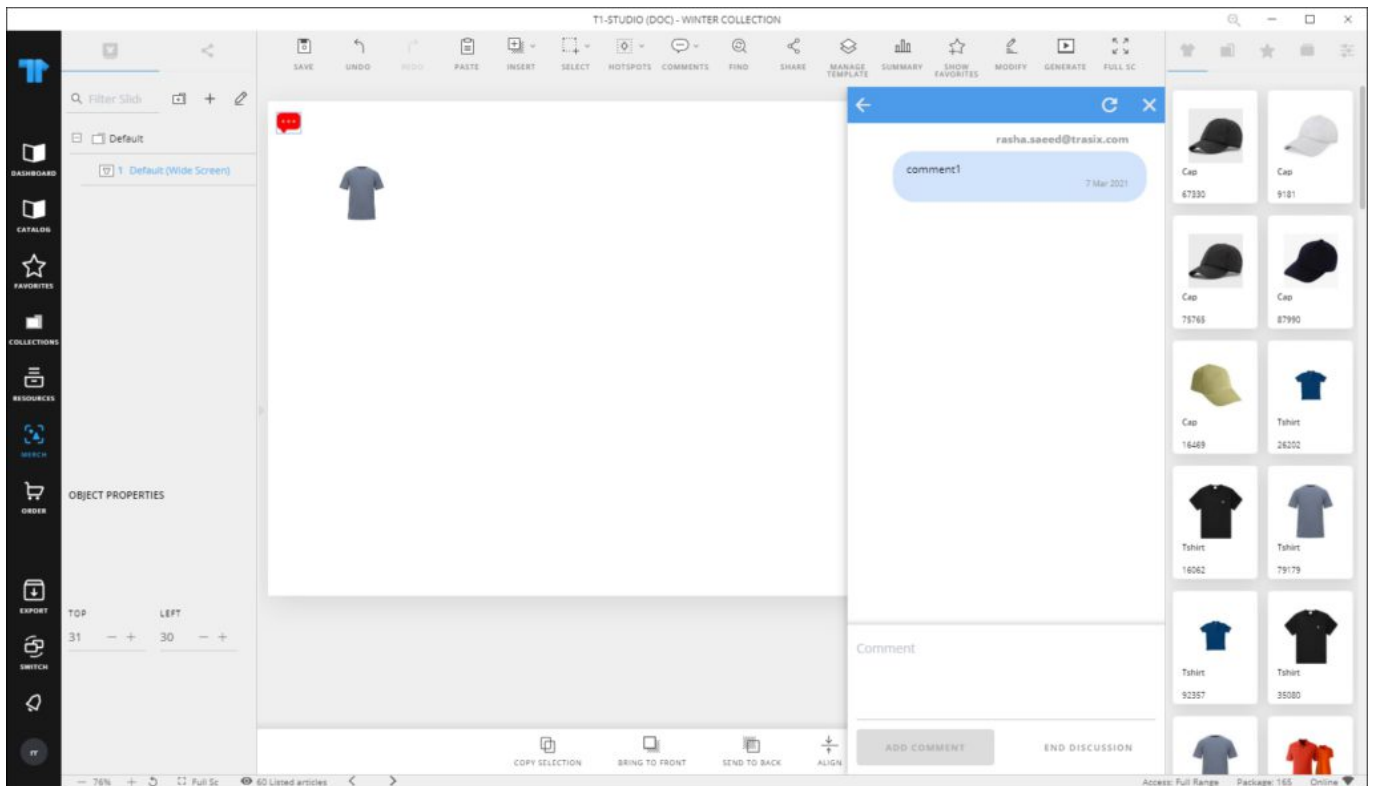 T1-STUDIO (DOC) - WINTER COLLECTION
SAVE
UNDO
REDO
PASTE
INSERT
SELECT
HOTSPOTS
COMMENTS
FIND
SHARE
MANAGE
TEMPLATE
SUMMARY
SHOW
FAVORITES
MODIFY
GENERATE
FULL SC
DASHBOARD
CATALOG
FAVORITES
COLLECTIONS
RESOURCES
MERCH
ORDER
EXPORT
SWITCH
IT
Filter Slid
Default
1 Default (Wide Screen)
OBJECT PROPERTIES
TOP LEFT
31 - + 30 - +
rasha.saeed@trasix.com
comment1
7 Mar 2021
Comment
ADD COMMENT
END DISCUSSION
Cap
67330
Cap
9181
Cap
75765
Cap
87990
Cap
16469
Tshirt
26202
Tshirt
16062
Tshirt
79179
Tshirt
92357
Tshirt
35080
COPY SELECTION
BRING TO FRONT
SEND TO BACK
ALIGN
- 76% +
Full Sc
60 Listed articles
Access: Full Range
Package: 165
Online